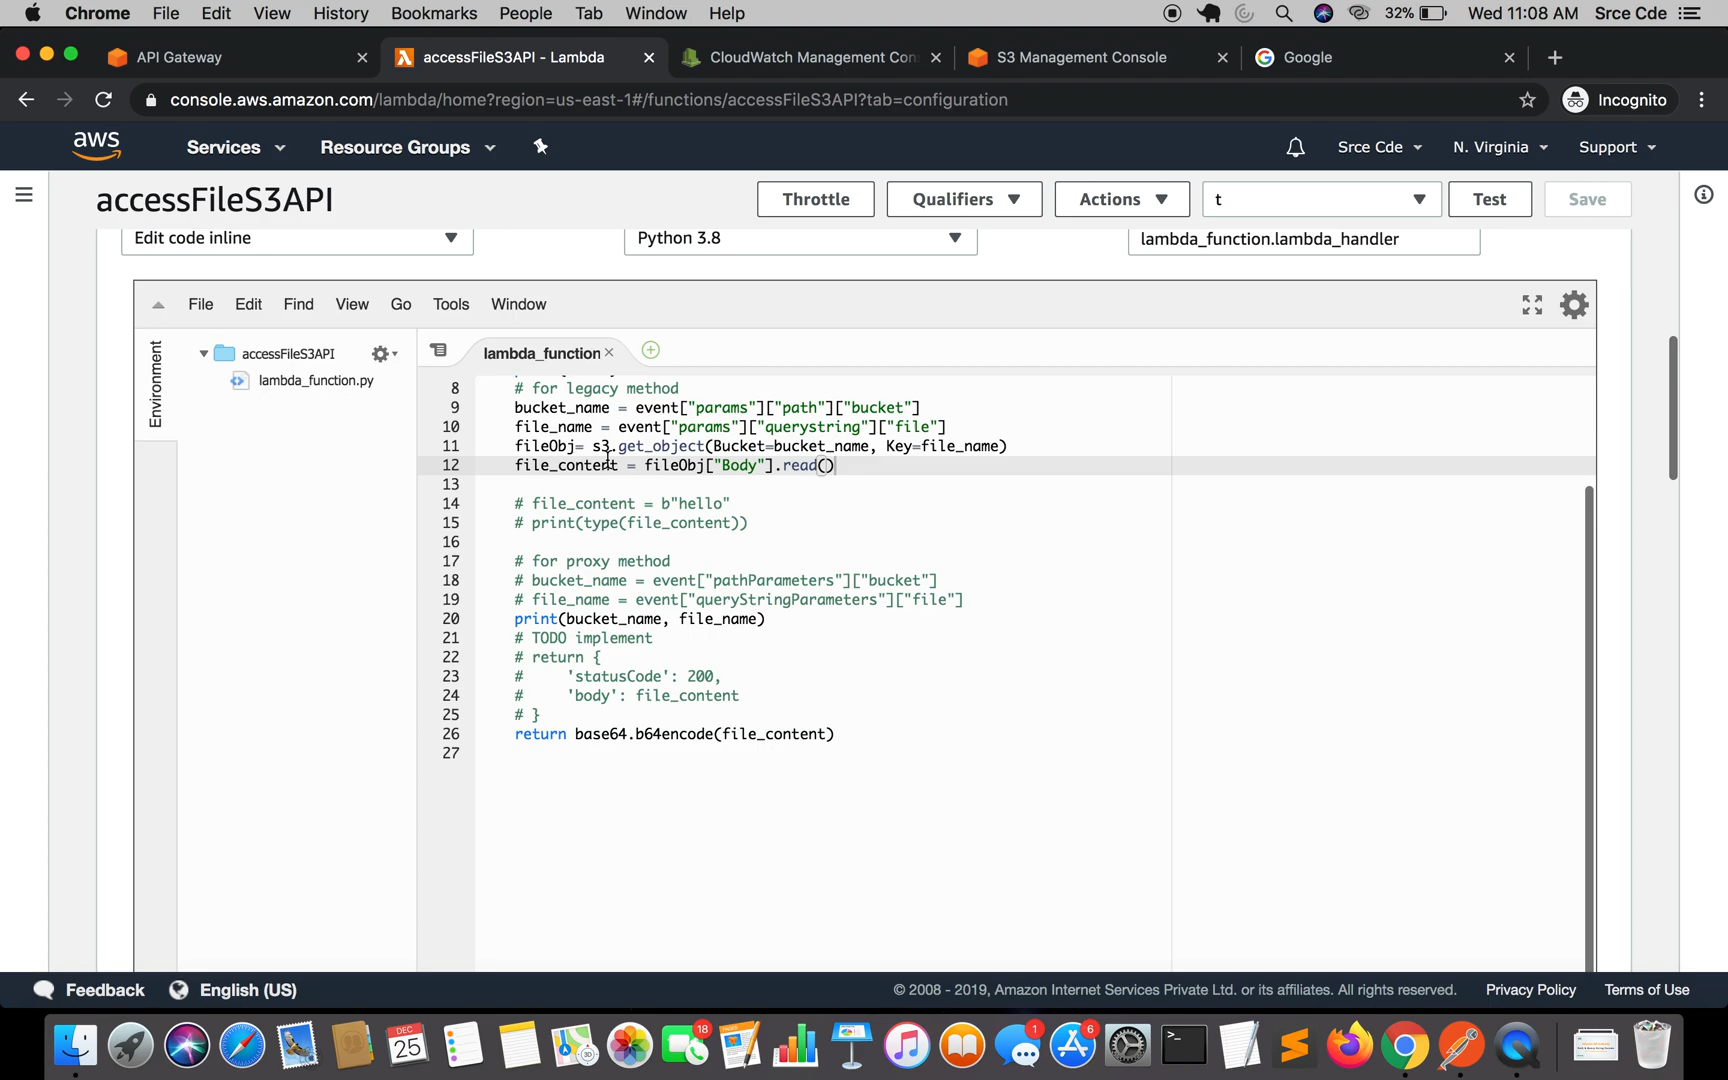 Chrome File Edit View History Bookmarks People Tab Window Help 32% Wed 11:08 AM Srce Cde
API Gateway accessFileS3API - Lambda CloudWatch Management Con S3 Management Console Google
console.aws.amazon.com/lambda/home?region=us-east-1#/functions/accessFileS3API?tab=configuration Incognito
aws Services Resource Groups Srce Cde N. Virginia Support
accessFileS3API Throttle Qualifiers Actions t Test Save
Edit code inline Python 3.8 lambda_function.lambda_handler
File Edit Find View Go Tools Window
Environment
accessFileS3API
lambda_function.py
lambda_function
8 # for legacy method
9 bucket_name = event["params"]["path"]["bucket"]
10 file_name = event["params"]["querystring"]["file"]
11 fileObj= s3.get_object(Bucket=bucket_name, Key=file_name)
12 file_content = fileObj["Body"].read()
13
14 # file_content = b"hello"
15 # print(type(file_content))
16
17 # for proxy method
18 # bucket_name = event["pathParameters"]["bucket"]
19 # file_name = event["queryStringParameters"]["file"]
20 print(bucket_name, file_name)
21 # TODO implement
22 # return {
23 #     'statusCode': 200,
24 #     'body': file_content
25 # }
26 return base64.b64encode(file_content)
27
Feedback English (US) © 2008 - 2019, Amazon Internet Services Private Ltd. or its affiliates. All rights reserved. Privacy Policy Terms of Use
DEC
25
18
1
6